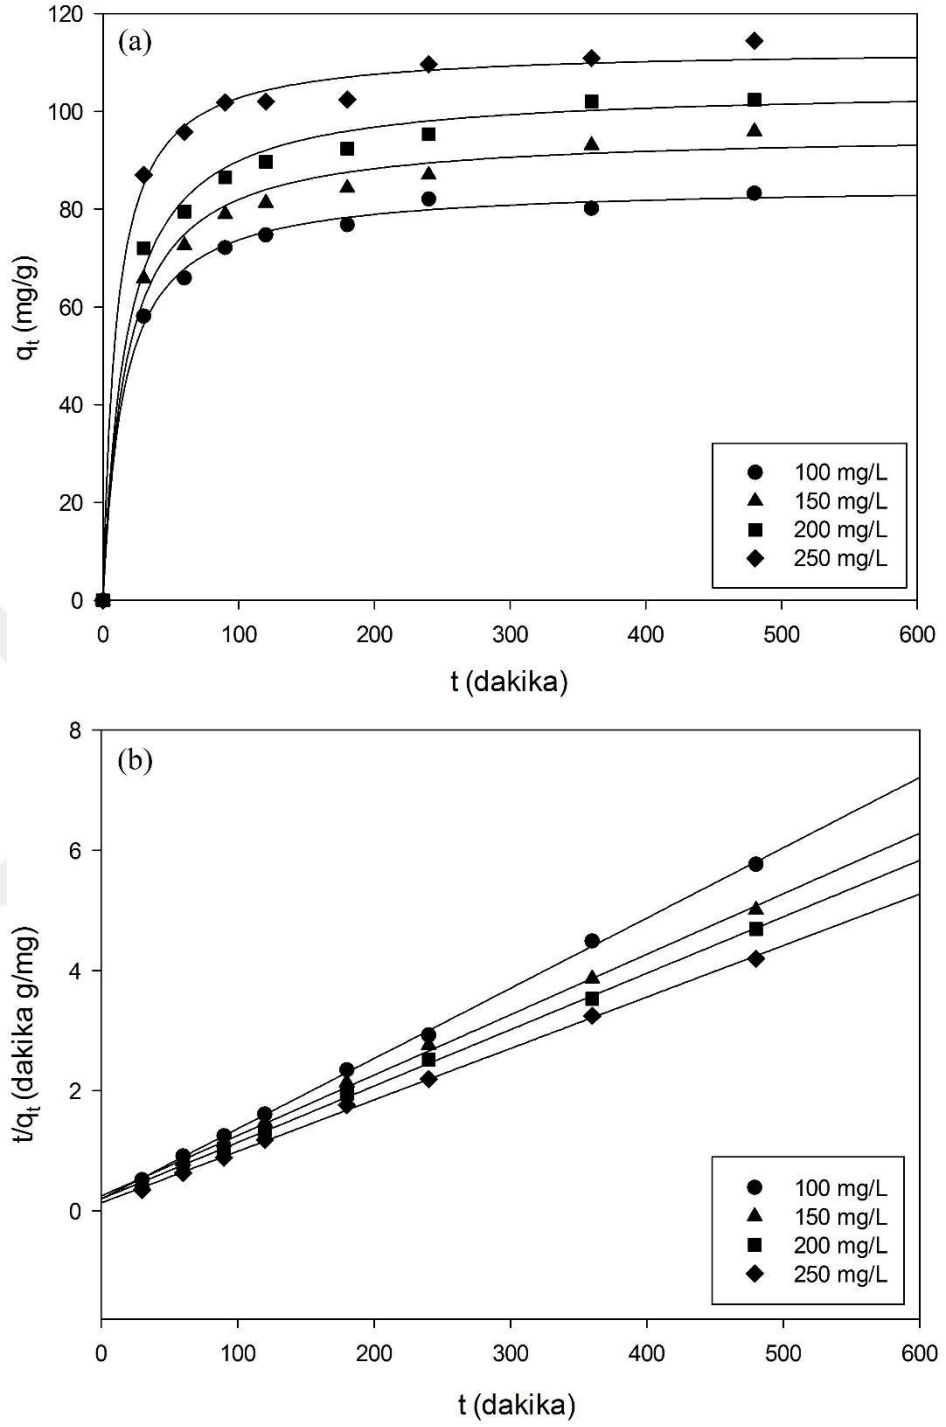 (a)
120
100
80
60
40
20
0
q_t (mg/g)
0 100 200 300 400 500 600
t (dakika)
100 mg/L
150 mg/L
200 mg/L
250 mg/L
(b)
8
6
4
2
0
t/q_t (dakika g/mg)
0 100 200 300 400 500 600
t (dakika)
100 mg/L
150 mg/L
200 mg/L
250 mg/L